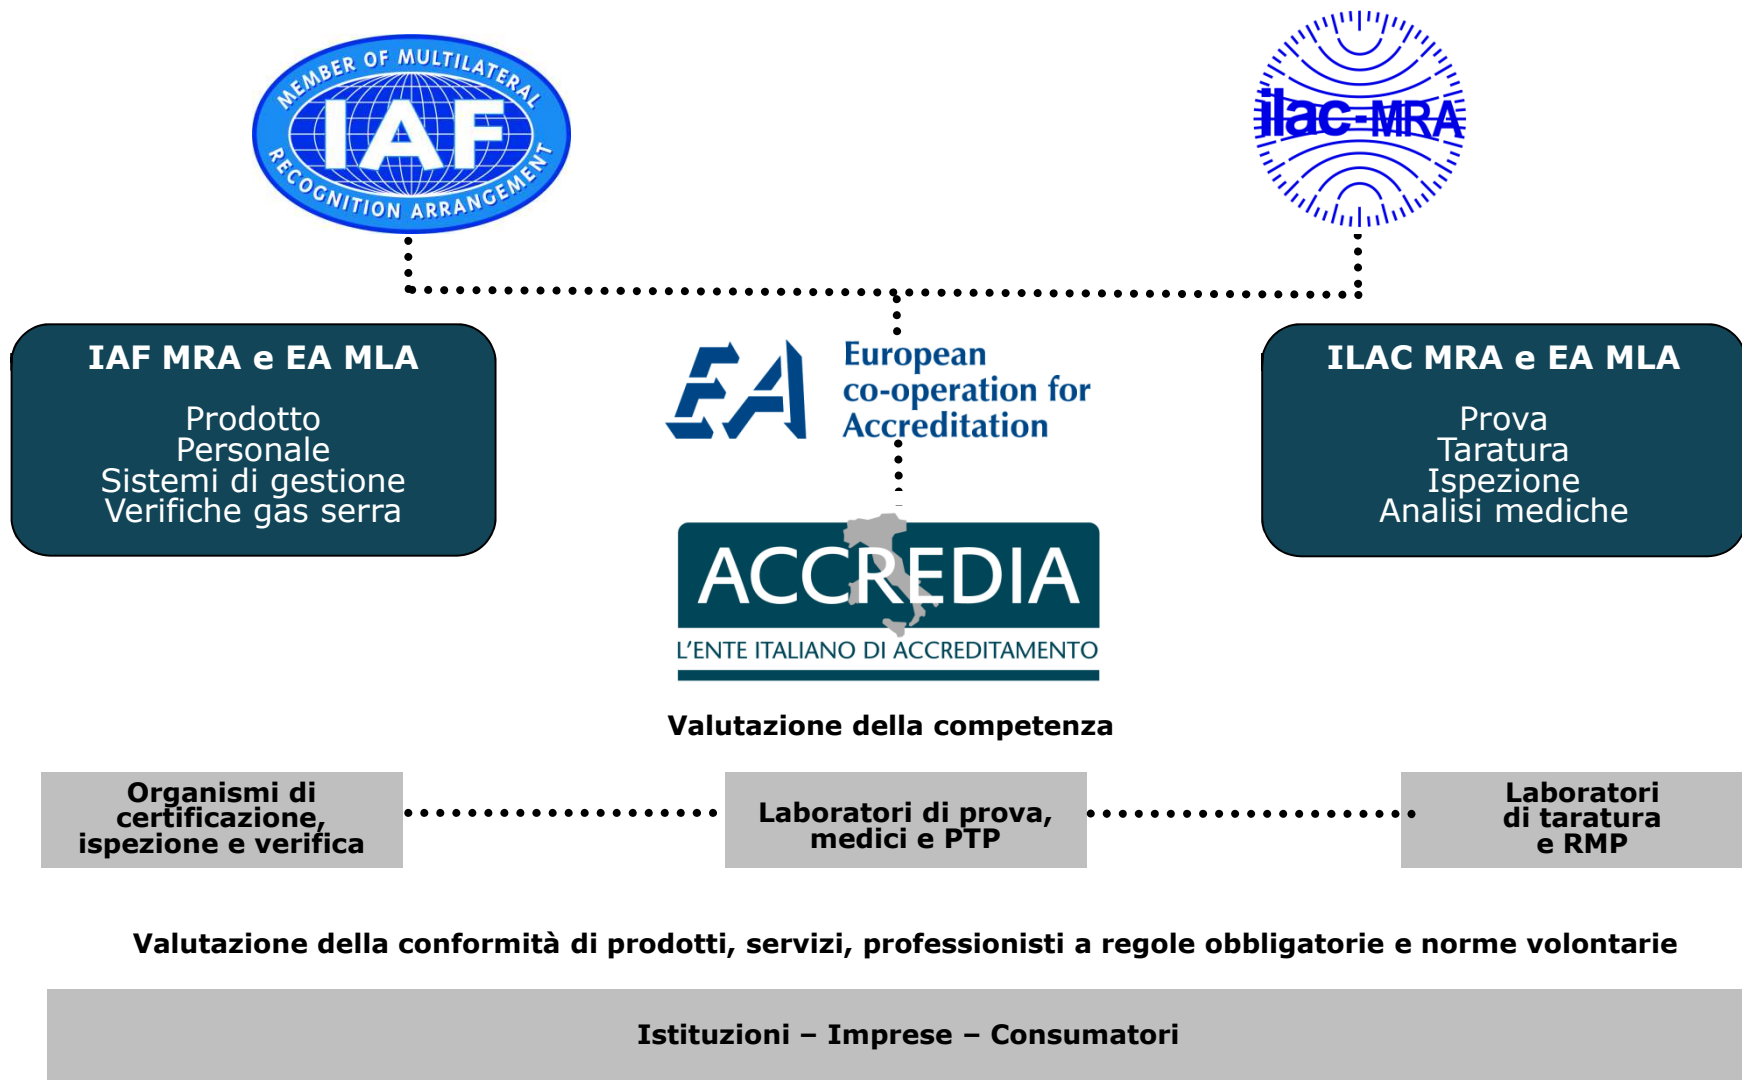 MEMBER OF MULTILATERAL
IAF
RECOGNITION ARRANGEMENT
ilac-MRA
IAF MRA e EA MLA
Prodotto
Personale
Sistemi di gestione
Verifiche gas serra
EA
European
co-operation for
Accreditation
ILAC MRA e EA MLA
Prova
Taratura
Ispezione
Analisi mediche
ACCREDIA
L'ENTE ITALIANO DI ACCREDITAMENTO
Valutazione della competenza
Organismi di
certificazione,
ispezione e verifica
Laboratori di prova,
medici e PTP
Laboratori
di taratura
e RMP
Valutazione della conformità di prodotti, servizi, professionisti a regole obbligatorie e norme volontarie
Istituzioni – Imprese – Consumatori